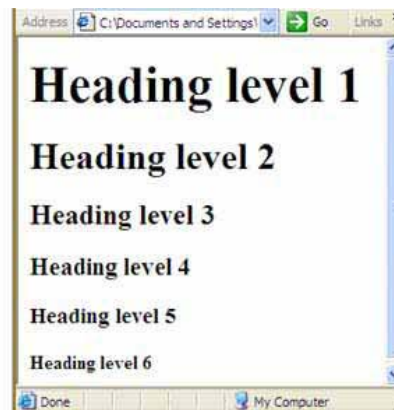 Address C:\Documents and Settings\ Go Links
Heading level 1
Heading level 2
Heading level 3
Heading level 4
Heading level 5
Heading level 6
Done My Computer